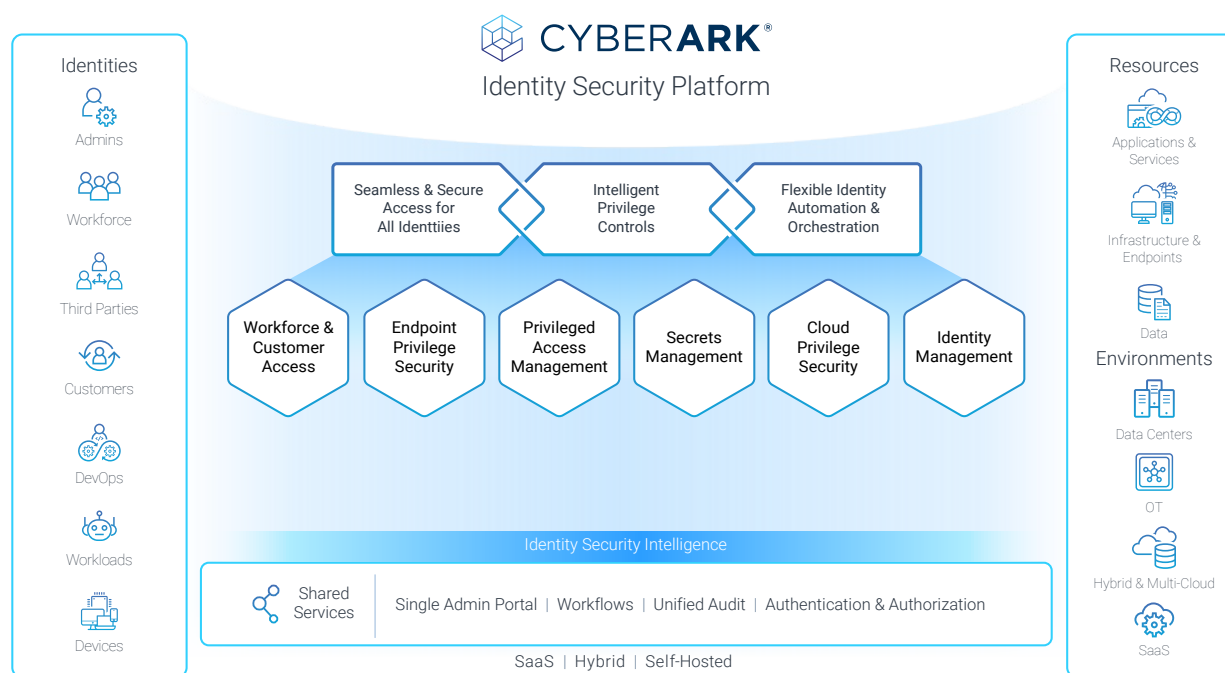 CYBERARK®
Identity Security Platform
Identities
Admins
Workforce
Third Parties
Customers
DevOps
Workloads
Devices
Seamless & Secure
Access for
All Identtiies
Intelligent
Privilege
Controls
Flexible Identity
Automation &
Orchestration
Workforce &
Customer
Access
Endpoint
Privilege
Security
Privileged
Access
Management
Secrets
Management
Cloud
Privilege
Security
Identity
Management
Identity Security Intelligence
Shared
Services
Single Admin Portal | Workflows | Unified Audit | Authentication & Authorization
SaaS | Hybrid | Self-Hosted
Resources
Applications &
Services
Infrastructure &
Endpoints
Data
Environments
Data Centers
OT
Hybrid & Multi-Cloud
SaaS